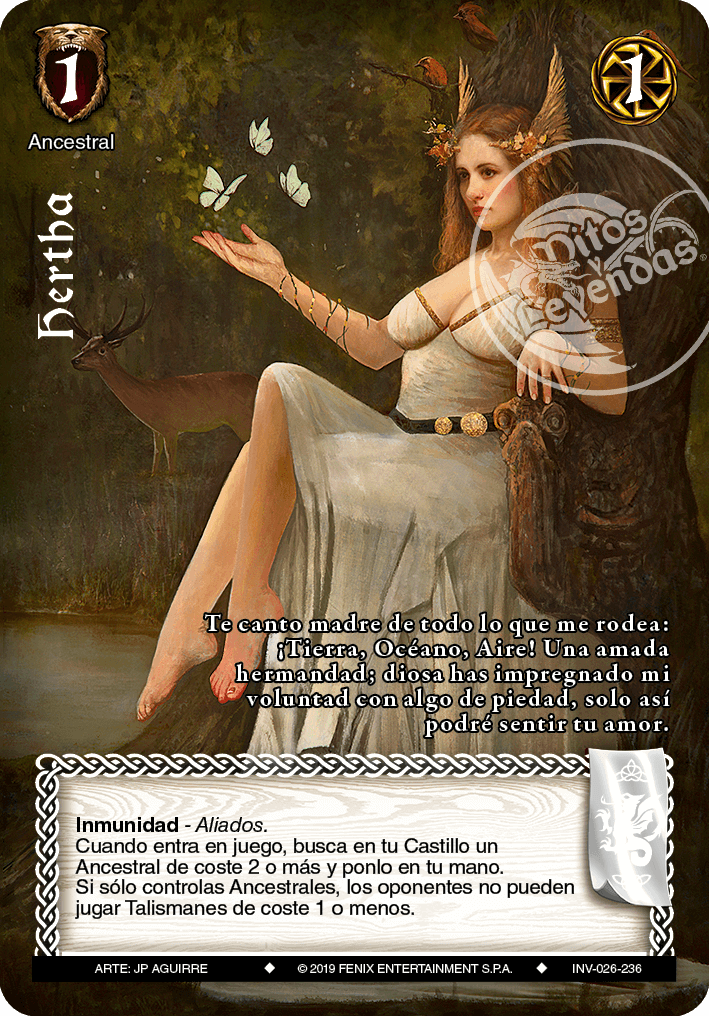 1
1
Ancestral
Hertha
Mitos
y
Leyendas®
Te canto madre de todo lo que me rodea:
¡Tierra, Océano, Aire! Una amada
hermandad; diosa has impregnado mi
voluntad con algo de piedad, solo así
podré sentir tu amor.
Inmunidad - Aliados.
Cuando entra en juego, busca en tu Castillo un
Ancestral de coste 2 o más y ponlo en tu mano.
Si sólo controlas Ancestrales, los oponentes no pueden
jugar Talismanes de coste 1 o menos.
ARTE: JP AGUIRRE ◆ © 2019 FENIX ENTERTAINMENT S.P.A. ◆ INV-026-236